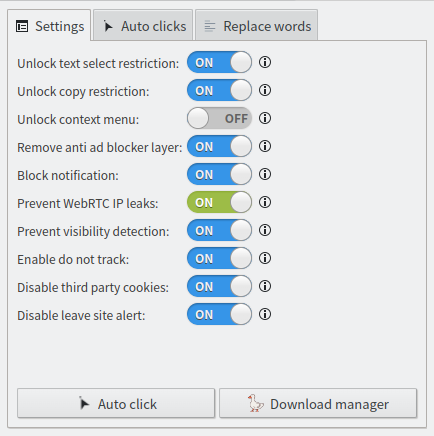 Settings Auto clicks Replace words
Unlock text select restriction: ON
Unlock copy restriction: ON
Unlock context menu: OFF
Remove anti ad blocker layer: ON
Block notification: ON
Prevent WebRTC IP leaks: ON
Prevent visibility detection: ON
Enable do not track: ON
Disable third party cookies: ON
Disable leave site alert: ON
Auto click Download manager